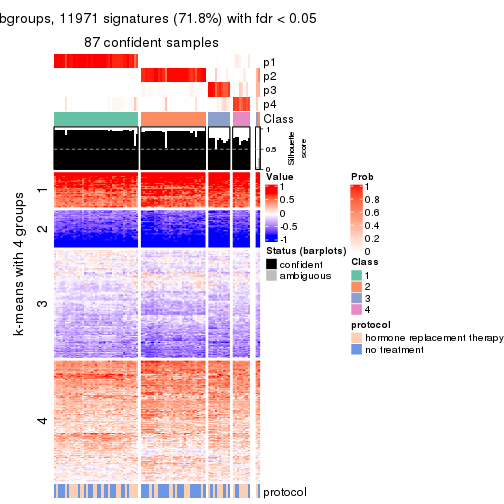 bgroups, 11971 signatures (71.8%) with fdr < 0.05
87 confident samples
p1
p2
p3
p4
Class
1
0.5
0
Silhouette
score
k-means with 4 groups
1
2
3
4
protocol
Value
1
0.5
0
-0.5
-1
Status (barplots)
confident
ambiguous
Prob
1
0.8
0.6
0.4
0.2
0
Class
1
2
3
4
protocol
hormone replacement therapy
no treatment